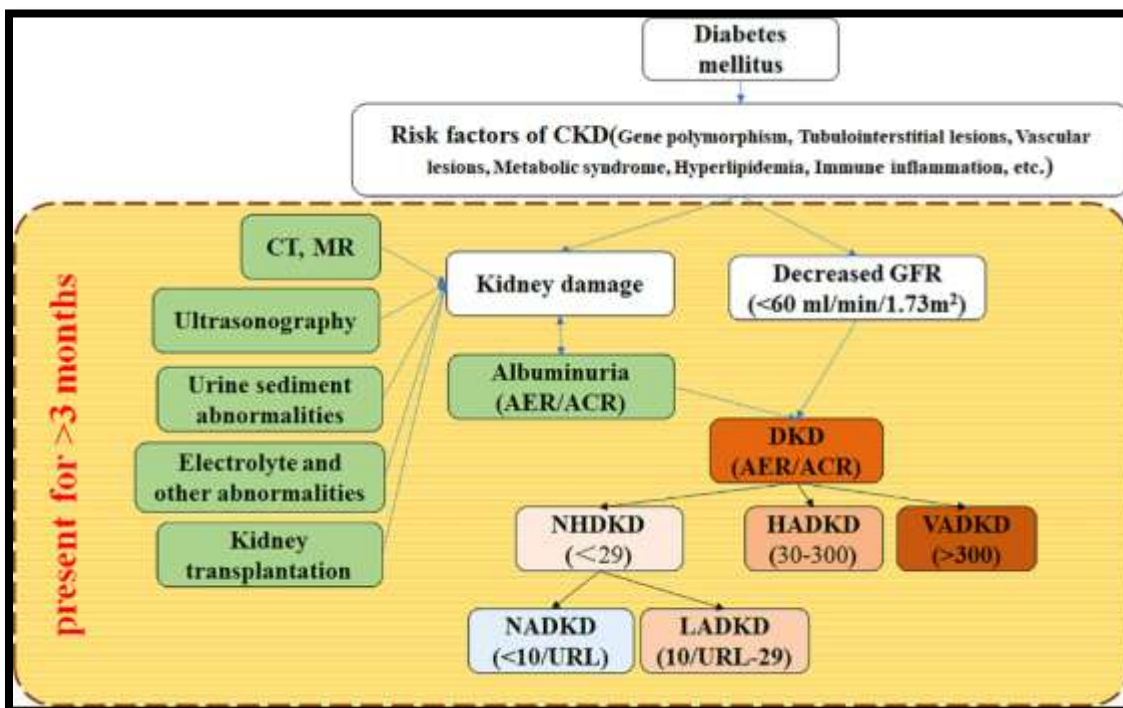 Diabetes
mellitus
Risk factors of CKD(Gene polymorphism, Tubulointerstitial lesions, Vascular
lesions, Metabolic syndrome, Hyperlipidemia, Immune inflammation, etc.)
present for >3 months
CT, MR
Ultrasonography
Urine sediment
abnormalities
Electrolyte and
other abnormalities
Kidney
transplantation
Kidney damage
Decreased GFR
(<60 ml/min/1.73m²)
Albuminuria
(AER/ACR)
DKD
(AER/ACR)
NHDKD
(＜29)
HADKD
(30-300)
VADKD
(>300)
NADKD
(<10/URL)
LADKD
(10/URL-29)